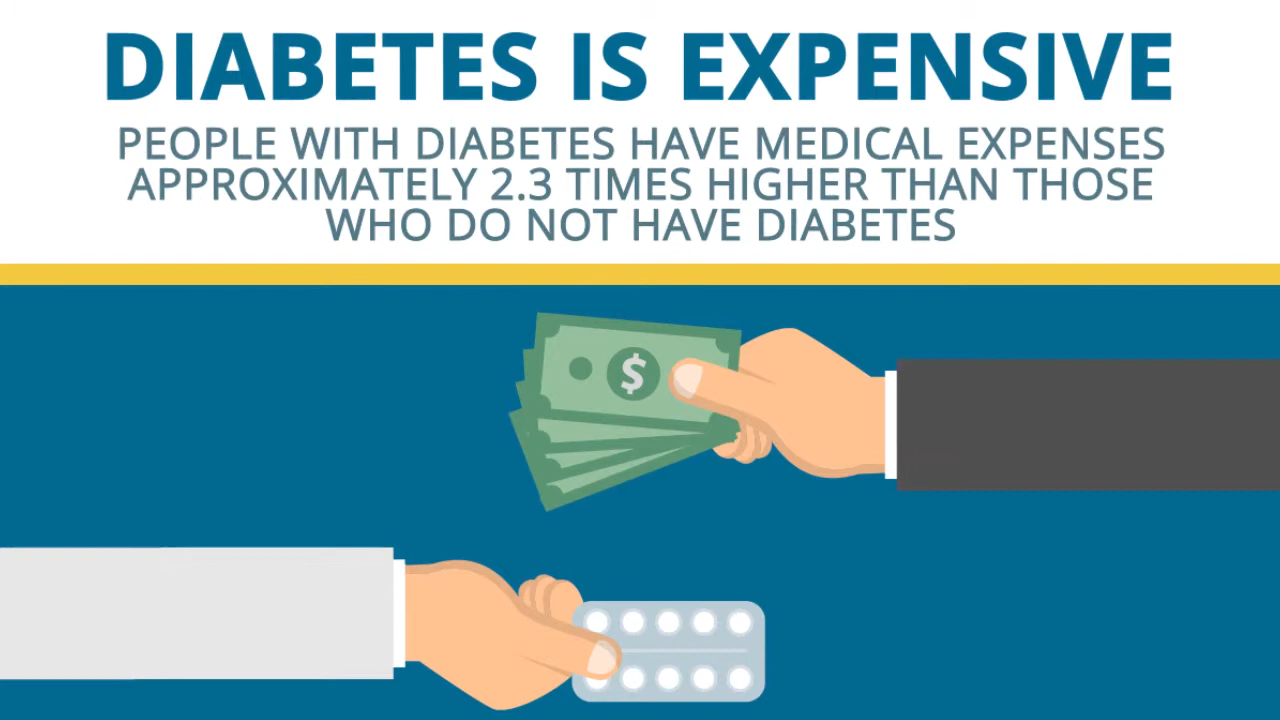 DIABETES IS EXPENSIVE
PEOPLE WITH DIABETES HAVE MEDICAL EXPENSES
APPROXIMATELY 2.3 TIMES HIGHER THAN THOSE
WHO DO NOT HAVE DIABETES
$